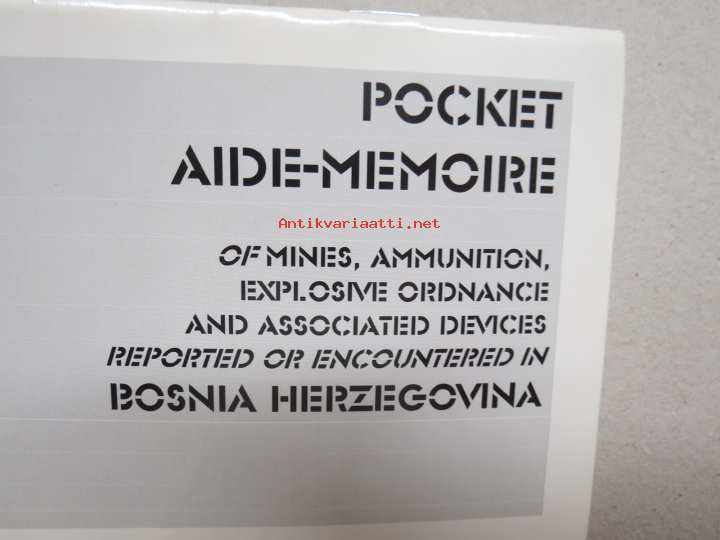 POCKET
AIDE-MEMOIRE
Antikvariaatti.net
OF MINES, AMMUNITION,
EXPLOSIVE ORDNANCE
AND ASSOCIATED DEVICES
REPORTED OR ENCOUNTERED IN
BOSNIA HERZEGOVINA